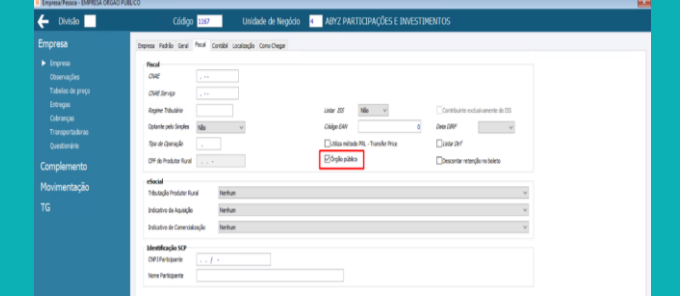 Empresa/Pessoa - EMPRESA ORGAO PUBLICO
Divisão Código 1167 Unidade de Negócio 4 ABYZ PARTICIPAÇÕES E INVESTIMENTOS
Empresa
Empresa
Observações
Tabelas de preço
Entregas
Cobranças
Transportadoras
Questionário
Complemento
Movimentação
TG
Empresa Padrão Geral Fiscal Contábil Localização Como Chegar
Fiscal
CNAE . --
CNAE Serviço . --
Regime Tributário Listar ISS Não Contribuinte exclusivamente do ISS
Optante pelo Simples Não Código EAN 0 Data DIRF
Tipo de Operação . Utiliza método PRL - Transfer Price Listar Dirf
CPF do Produtor Rural . . - Órgão público Descontar retenção no boleto
eSocial
Tributação Produtor Rural Nenhum
Indicativo da Aquisição Nenhum
Indicativo de Comercialização Nenhum
Identificação SCP
CNPJ Participante . . / -
Nome Participante